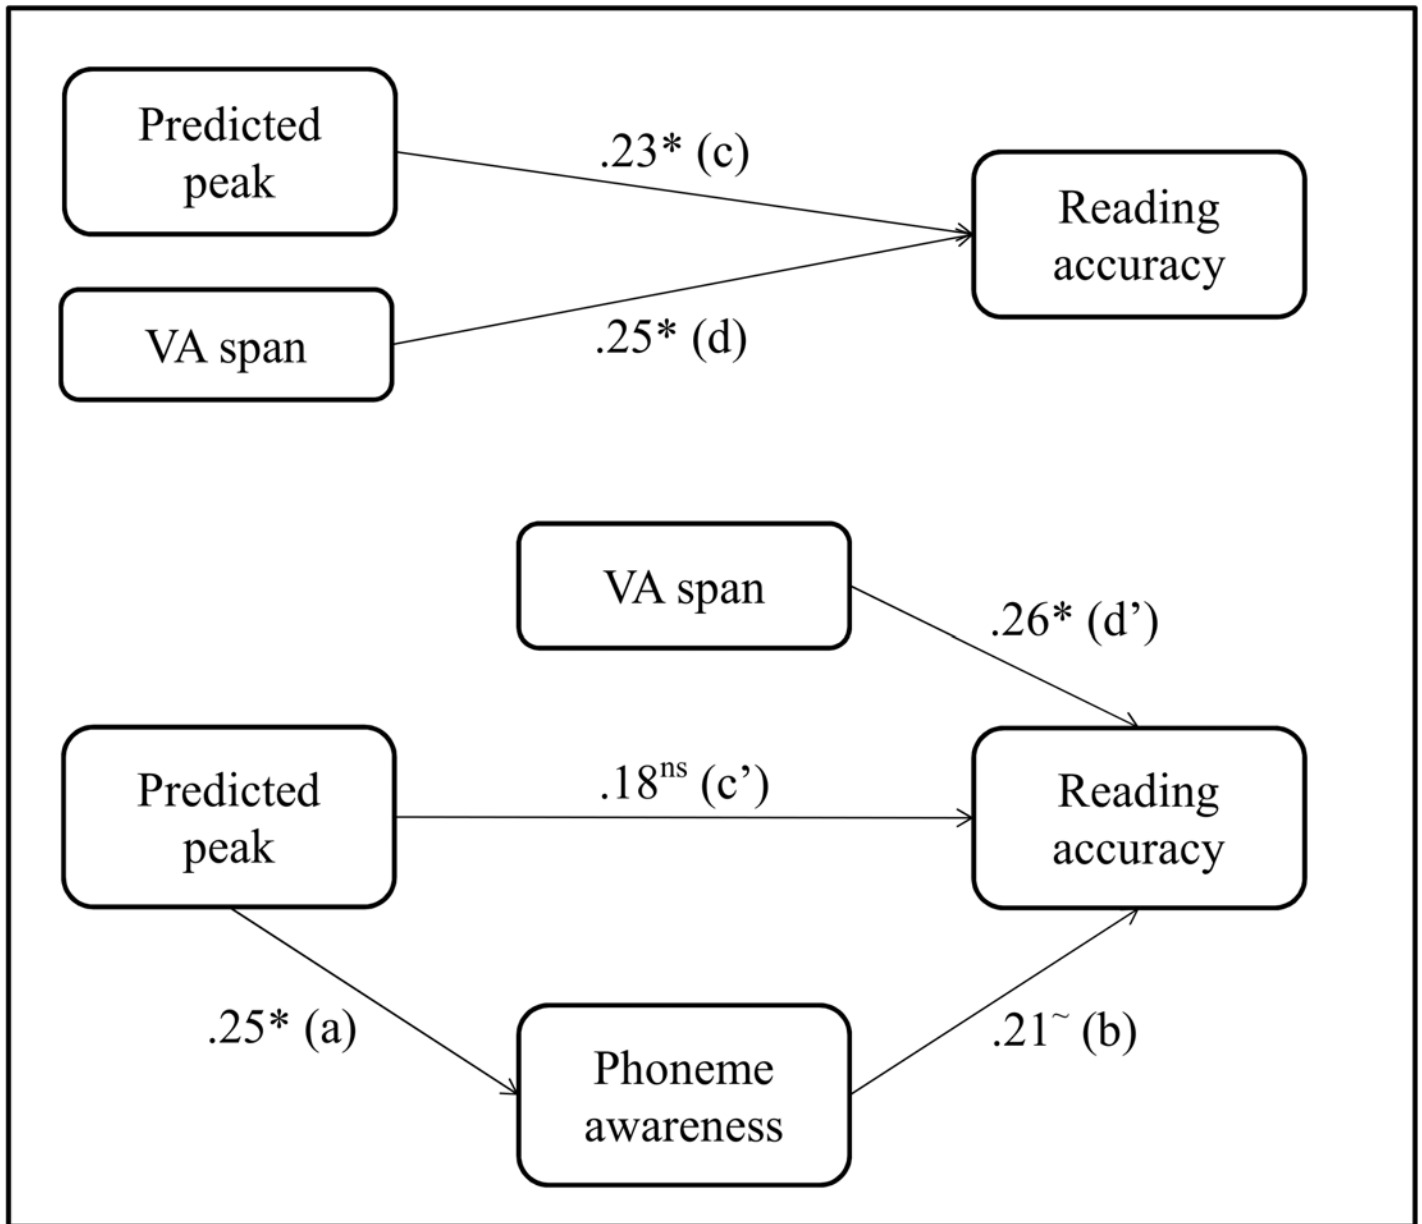 Predicted
peak
.23* (c)
Reading
accuracy
VA span
.25* (d)
VA span
.26* (d’)
Predicted
peak
.18ns (c’)
Reading
accuracy
.25* (a)
.21~ (b)
Phoneme
awareness